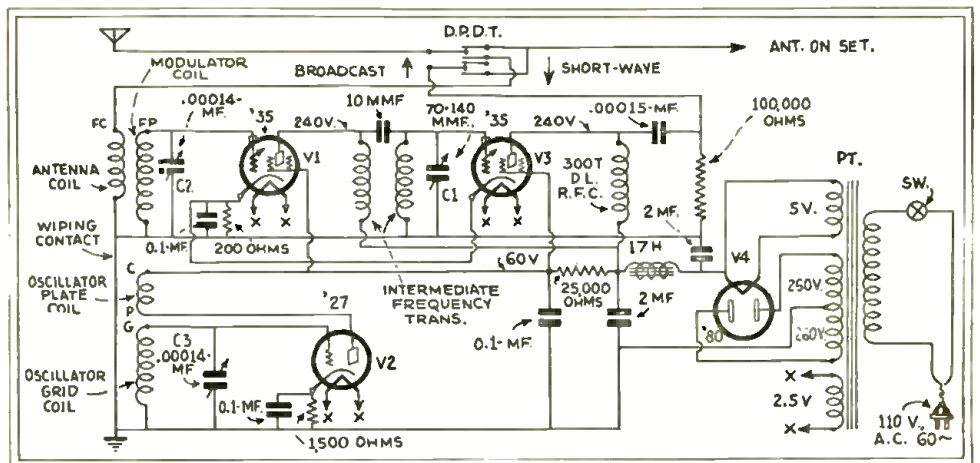 D.P.D.T.
ANT. ON SET.
MODULATOR
COIL
BROADCAST
SHORT-WAVE
.00014-
MF.
10 MMF
70-140
MMF.
.00015-MF.
100,000
OHMS
FC
FP
'35
240V.
'35
240V.
PT.
ANTENNA
COIL
C2
V1
C1
V3
300T
D.L.
R.F.C.
5V.
SW.
X X
X X
2 MF.
WIPING
CONTACT
0.1-MF.
200 OHMS
17 H
V4
C
60V
OSCILLATOR
PLATE
COIL
P
INTERMEDIATE
FREQUENCY
TRANS.
25,000
OHMS
2 MF
250V.
'27
0.1-MF.
'80
250V.
G
C3
.00014-
MF
V2
OSCILLATOR
GRID
COIL
X
2.5V
X
0.1-MF.
X X
1,500 OHMS
110 V.,
A.C. 60~